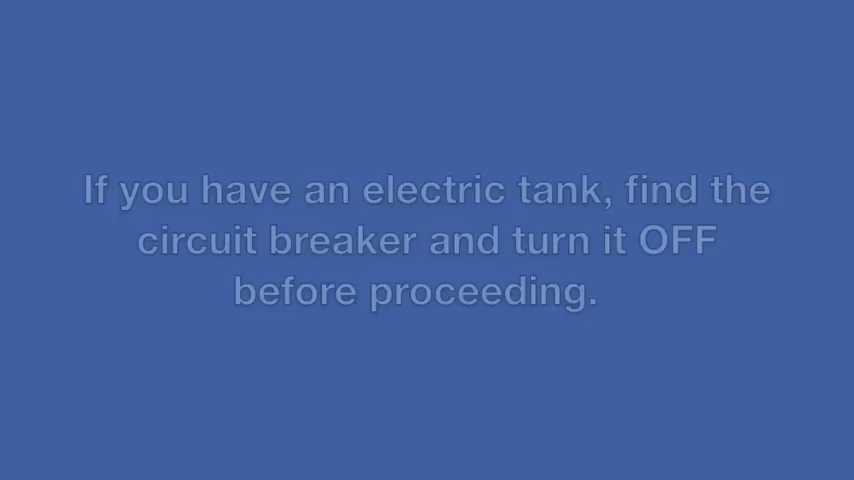 If you have an electric tank, find the
circuit breaker and turn it OFF
before proceeding.